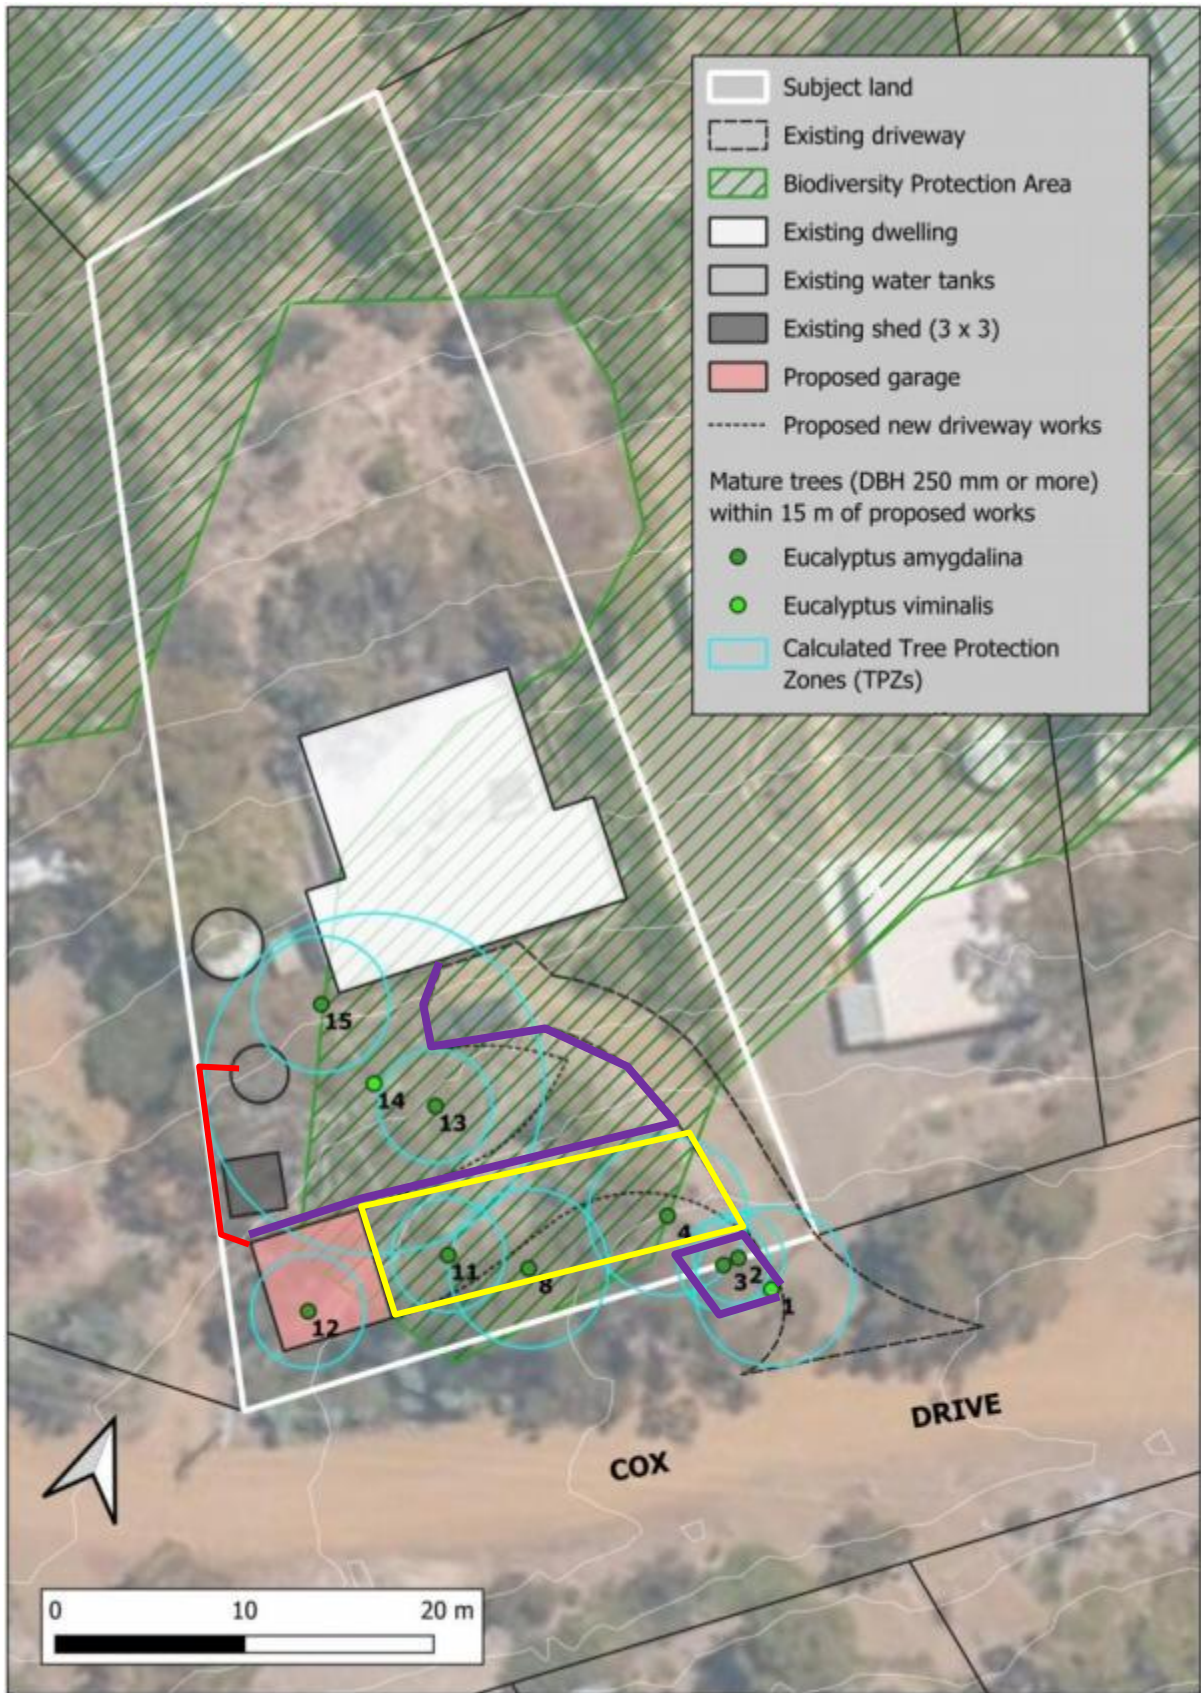 Subject land
Existing driveway
Biodiversity Protection Area
Existing dwelling
Existing water tanks
Existing shed (3 x 3)
Proposed garage
Proposed new driveway works
Mature trees (DBH 250 mm or more)
within 15 m of proposed works
Eucalyptus amygdalina
Eucalyptus viminalis
Calculated Tree Protection
Zones (TPZs)
15
14
13
4
11
8
3
2
1
12
COX DRIVE
0 10 20 m